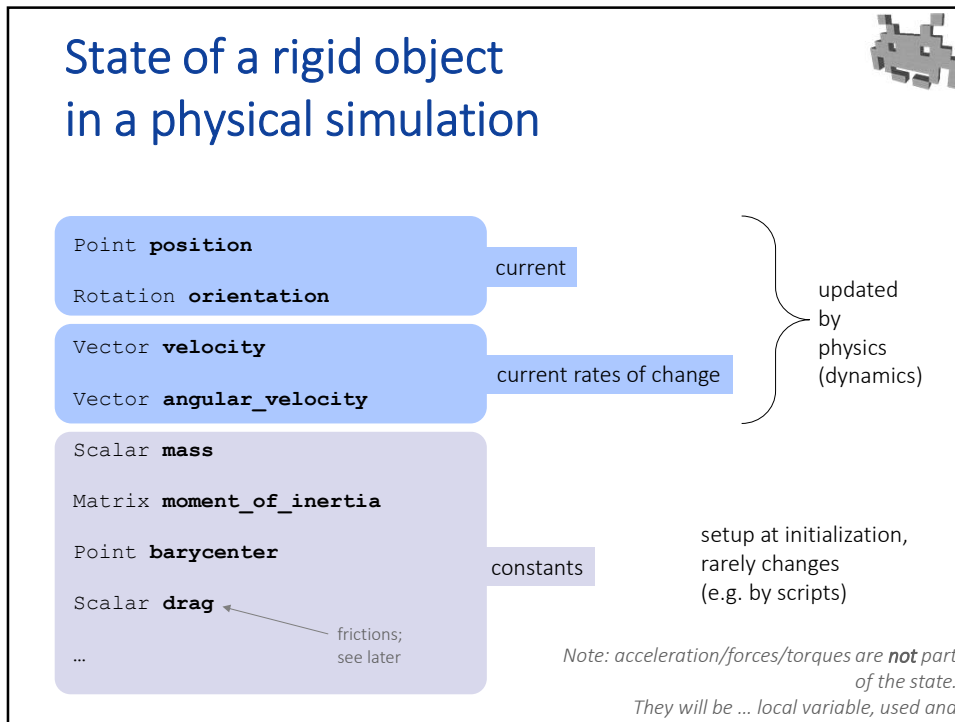 State of a rigid object
in a physical simulation
Point position
Rotation orientation
current
Vector velocity
Vector angular_velocity
current rates of change
updated
by
physics
(dynamics)
Scalar mass
Matrix moment_of_inertia
Point barycenter
Scalar drag
…
frictions;
see later
constants
setup at initialization,
rarely changes
(e.g. by scripts)
Note: acceleration/forces/torques are not part
of the state.
They will be … local variable, used and